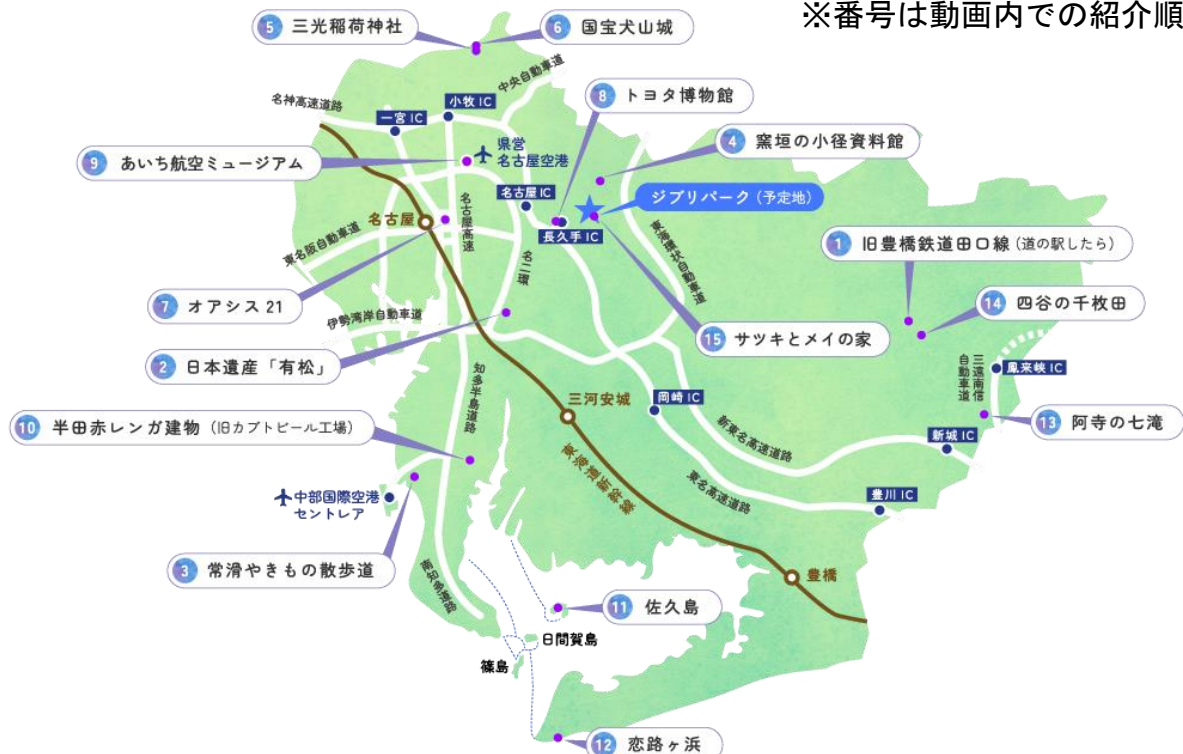 ※番号は動画内での紹介順
5 三光稲荷神社
6 国宝犬山城
中央自動車道
8 トヨタ博物館
名神高速道路
小牧 IC
一宮 IC
4 窯垣の小径資料館
県営
名古屋空港
9 あいち航空ミュージアム
名古屋 IC
ジブリパーク（予定地）
名古屋
名古屋高速
長久手 IC
東海環状自動車道
1 旧豊橋鉄道田口線（道の駅したら）
東名阪自動車道
名二環
7 オアシス 21
14 四谷の千枚田
伊勢湾岸自動車道
15 サツキとメイの家
2 日本遺産「有松」
三遠南信
自動車道
鳳来峡 IC
知多半島道路
三河安城
岡崎 IC
10 半田赤レンガ建物（旧カブトビール工場）
新東名高速道路
新城 IC
13 阿寺の七滝
東海道新幹線
東名高速道路
豊川 IC
中部国際空港
セントレア
3 常滑やきもの散歩道
南知多道路
豊橋
11 佐久島
日間賀島
篠島
12 恋路ヶ浜